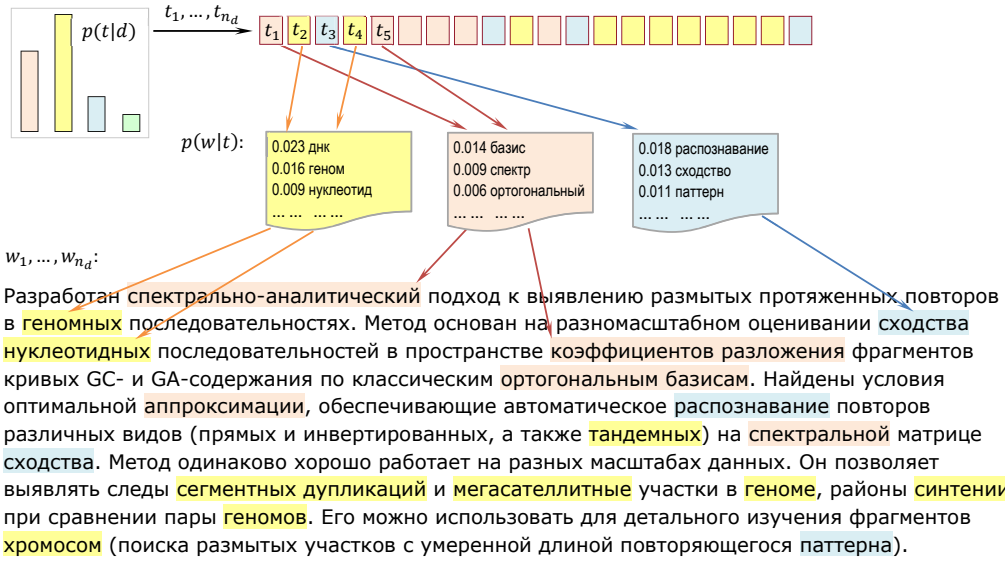 t₁, …, t_{n_d}
p(t|d)
t₁ t₂ t₃ t₄ t₅
p(w|t):
0.023 днк
0.016 геном
0.009 нуклеотид
… … … …
0.014 базис
0.009 спектр
0.006 ортогональный
… … … …
0.018 распознавание
0.013 сходство
0.011 паттерн
… … … …
w₁, …, w_{n_d}:
Разработан спектрально-аналитический подход к выявлению размытых протяженных повторов
в геномных последовательностях. Метод основан на разномасштабном оценивании сходства
нуклеотидных последовательностей в пространстве коэффициентов разложения фрагментов
кривых GC- и GA-содержания по классическим ортогональным базисам. Найдены условия
оптимальной аппроксимации, обеспечивающие автоматическое распознавание повторов
различных видов (прямых и инвертированных, а также тандемных) на спектральной матрице
сходства. Метод одинаково хорошо работает на разных масштабах данных. Он позволяет
выявлять следы сегментных дупликаций и мегасателлитные участки в геноме, районы синтении
при сравнении пары геномов. Его можно использовать для детального изучения фрагментов
хромосом (поиска размытых участков с умеренной длиной повторяющегося паттерна).